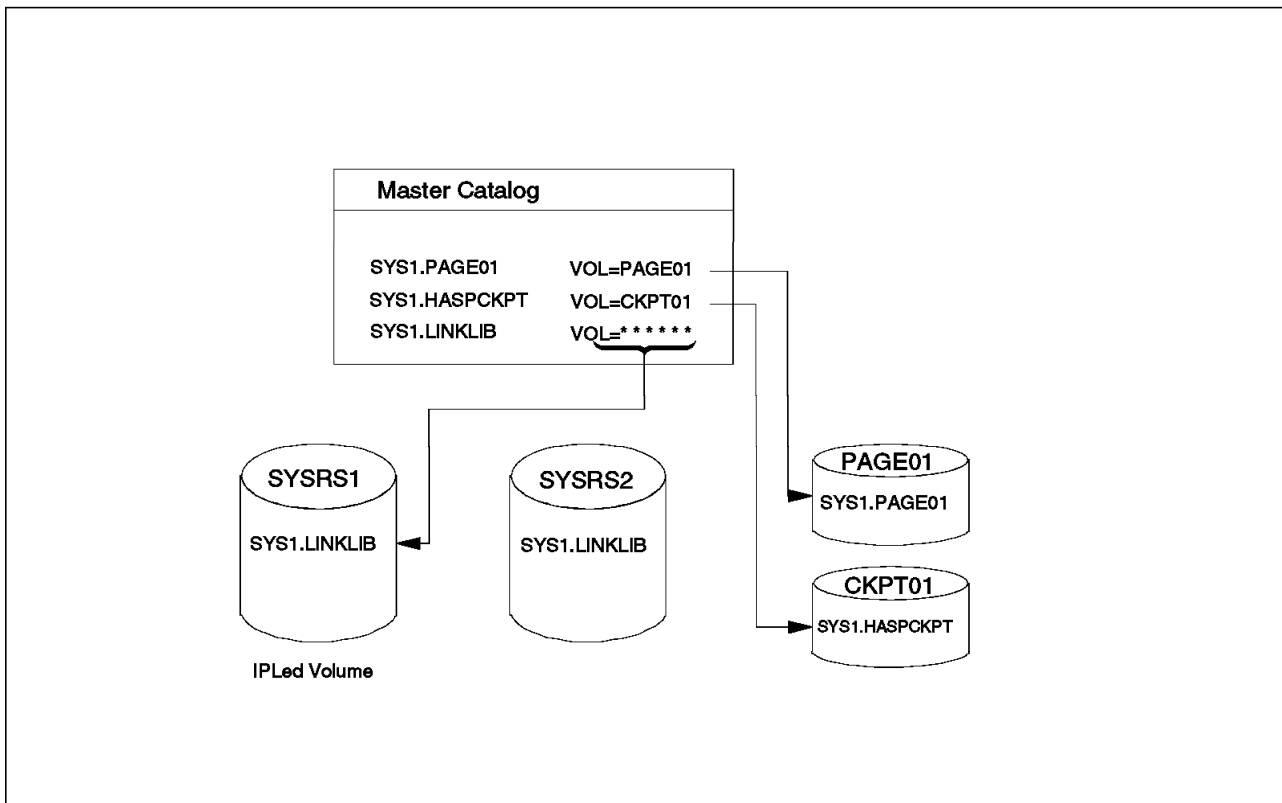 Master Catalog
SYS1.PAGE01 VOL=PAGE01
SYS1.HASPCKPT VOL=CKPT01
SYS1.LINKLIB VOL=* * * * * *
SYSRS1
SYS1.LINKLIB
IPLed Volume
SYSRS2
SYS1.LINKLIB
PAGE01
SYS1.PAGE01
CKPT01
SYS1.HASPCKPT